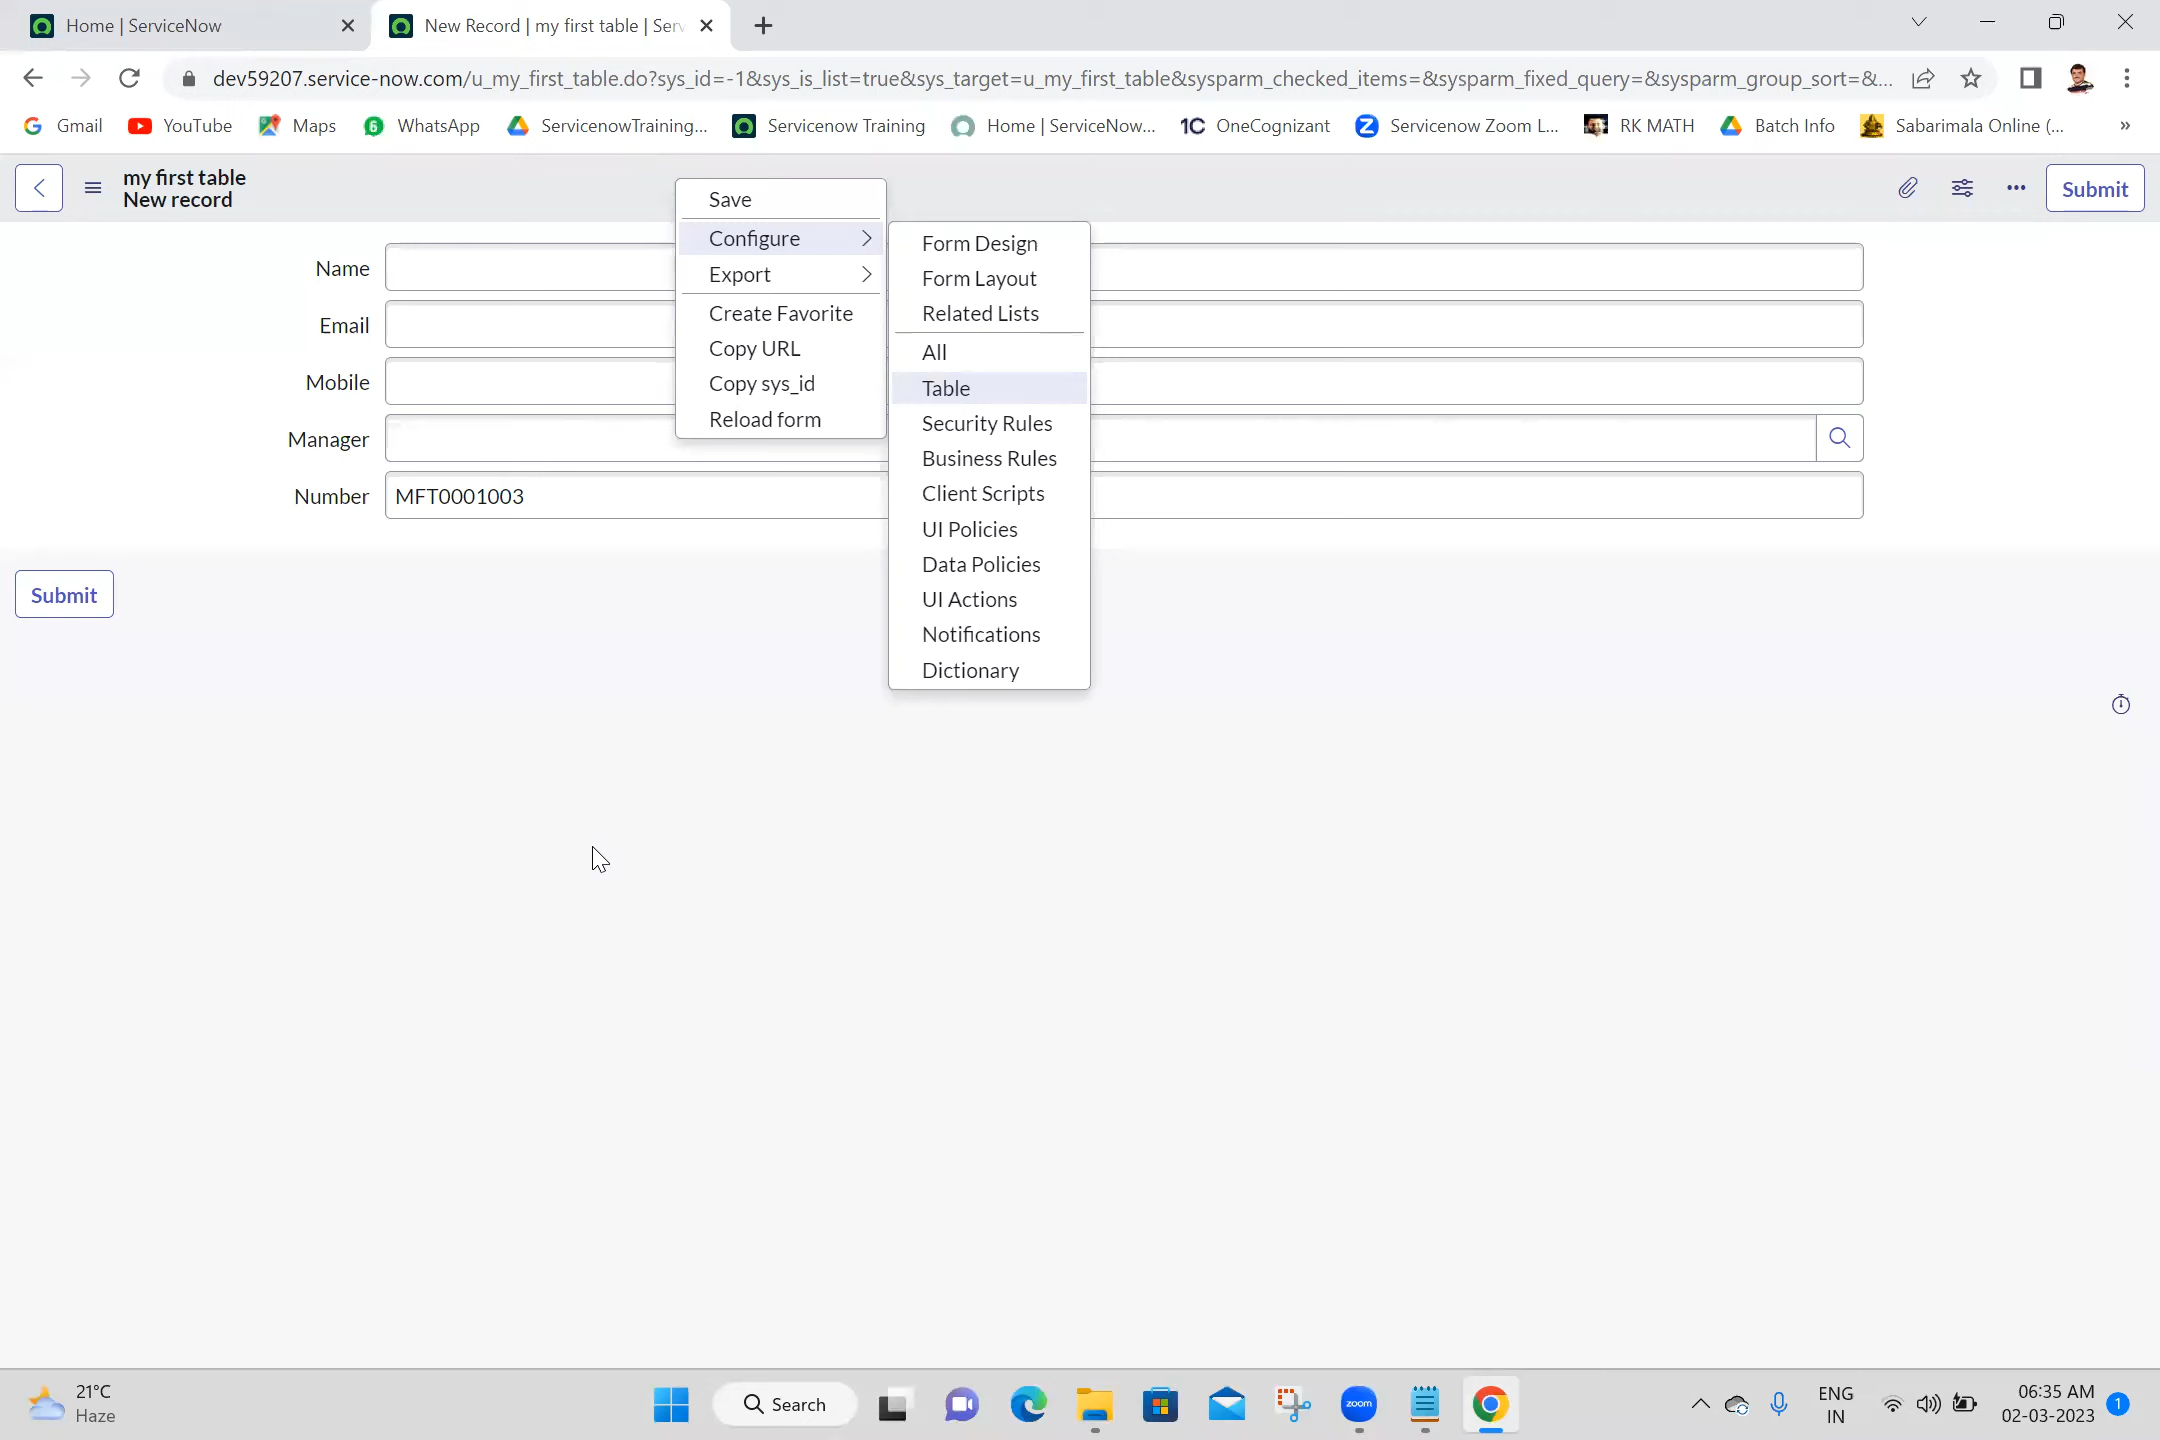 Home | ServiceNow
New Record | my first table | Serv
dev59207.service-now.com/u_my_first_table.do?sys_id=-1&sys_is_list=true&sys_target=u_my_first_table&sysparm_checked_items=&sysparm_fixed_query=&sysparm_group_sort=&...
Gmail YouTube Maps WhatsApp ServicenowTraining... Servicenow Training Home | ServiceNow... 1C OneCognizant Servicenow Zoom L... RK MATH Batch Info Sabarimala Online (... »
my first table
New record
Submit
Name
Email
Mobile
Manager
Number MFT0001003
Submit
Save
Configure
Export
Create Favorite
Copy URL
Copy sys_id
Reload form
Form Design
Form Layout
Related Lists
All
Table
Security Rules
Business Rules
Client Scripts
UI Policies
Data Policies
UI Actions
Notifications
Dictionary
21°C
Haze
Search
zoom
ENG
IN
06:35 AM
02-03-2023
1